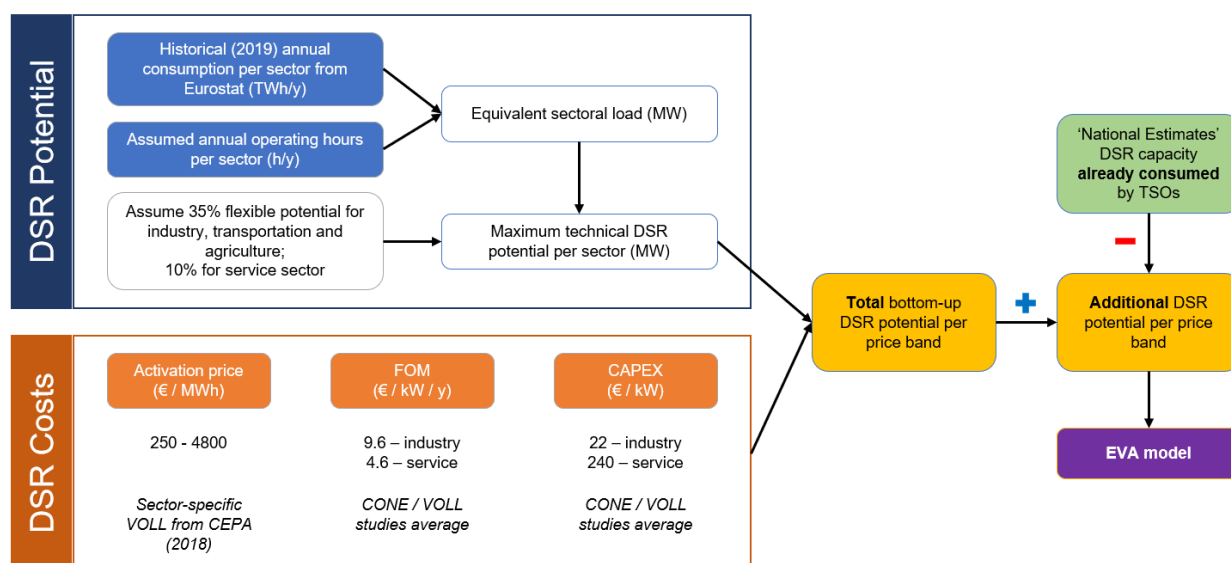 DSR Potential
Historical (2019) annual
consumption per sector from
Eurostat (TWh/y)
Assumed annual operating hours
per sector (h/y)
Assume 35% flexible potential for
industry, transportation and
agriculture;
10% for service sector
Equivalent sectoral load (MW)
Maximum technical DSR
potential per sector (MW)
DSR Costs
Activation price
(€ / MWh)
250 - 4800
Sector-specific
VOLL from CEPA
(2018)
FOM
(€ / kW / y)
9.6 – industry
4.6 – service
CONE / VOLL
studies average
CAPEX
(€ / kW)
22 – industry
240 – service
CONE / VOLL
studies average
Total bottom-up
DSR potential per
price band
‘National Estimates’
DSR capacity
already consumed
by TSOs
Additional DSR
potential per price
band
EVA model